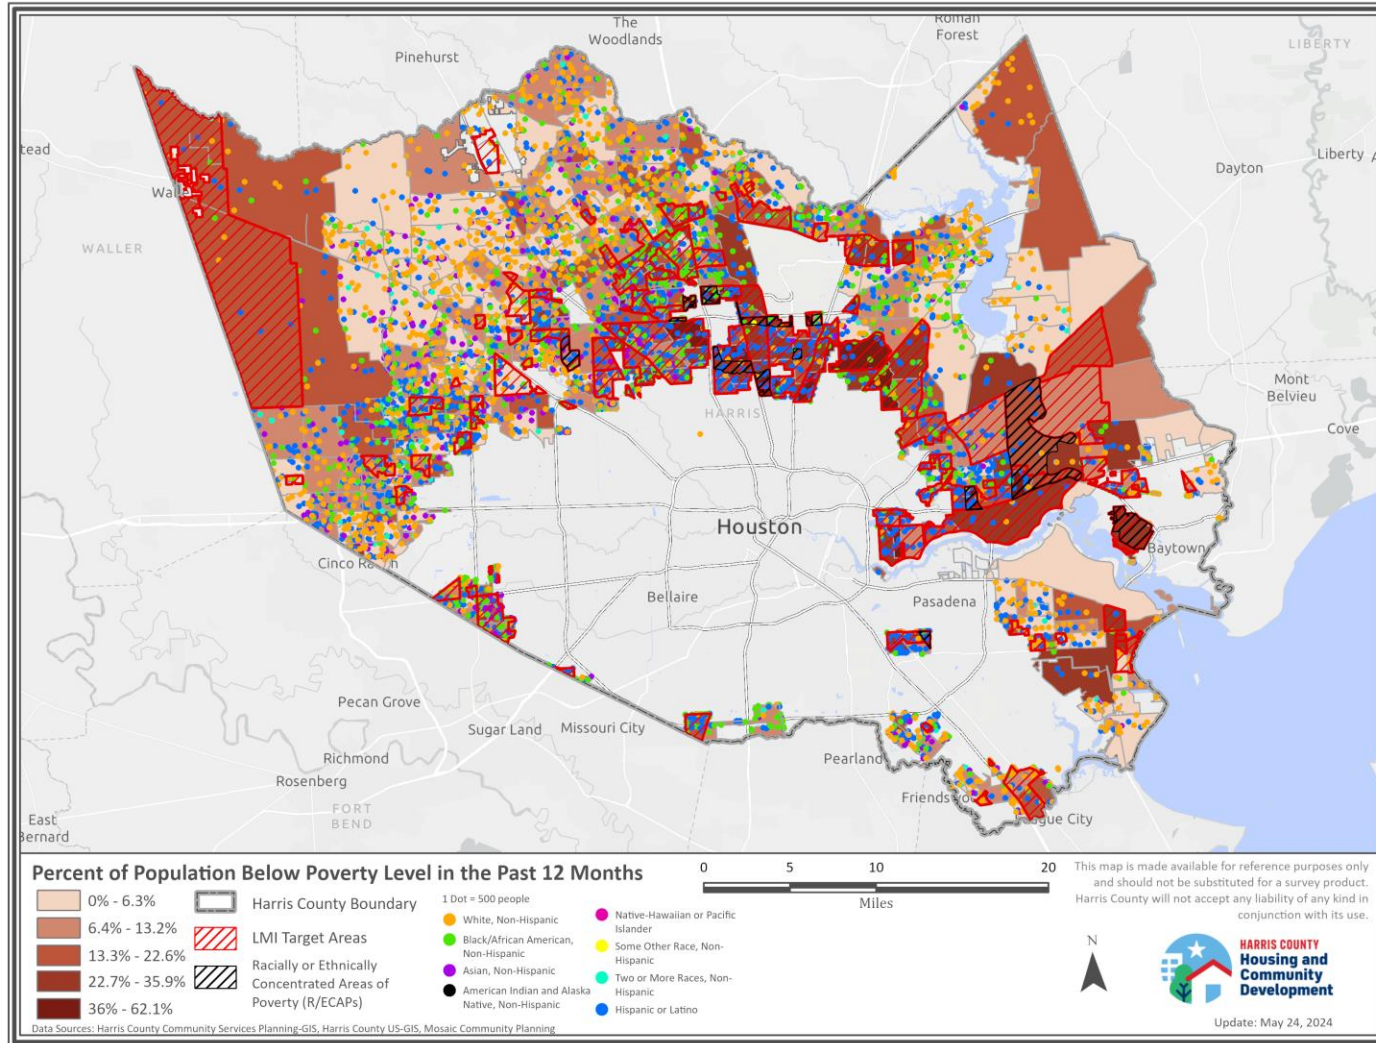 The
Woodlands
Roman
Forest
LIBERTY
Pinehurst
tead
Liberty
Dayton
Walle
WALLER
Mont
Belvieu
Cove
HARRIS
Houston
Cinco Ra
Baytown
Bellaire
Pasadena
Pecan Grove
Sugar Land
Missouri City
Richmond
Rosenberg
Pearland
Friendswo
gue City
FORT
BEND
East
Bernard
Percent of Population Below Poverty Level in the Past 12 Months
0% - 6.3%
6.4% - 13.2%
13.3% - 22.6%
22.7% - 35.9%
36% - 62.1%
Harris County Boundary
LMI Target Areas
Racially or Ethnically
Concentrated Areas of
Poverty (R/ECAPs)
1 Dot = 500 people
White, Non-Hispanic
Black/African American,
Non-Hispanic
Asian, Non-Hispanic
American Indian and Alaska
Native, Non-Hispanic
Native-Hawaiian or Pacific
Islander
Some Other Race, Non-
Hispanic
Two or More Races, Non-
Hispanic
Hispanic or Latino
0 5 10 20
Miles
This map is made available for reference purposes only
and should not be substituted for a survey product.
Harris County will not accept any liability of any kind in
conjunction with its use.
N
HARRIS COUNTY
Housing and
Community
Development
Update: May 24, 2024
Data Sources: Harris County Community Services Planning-GIS, Harris County US-GIS, Mosaic Community Planning